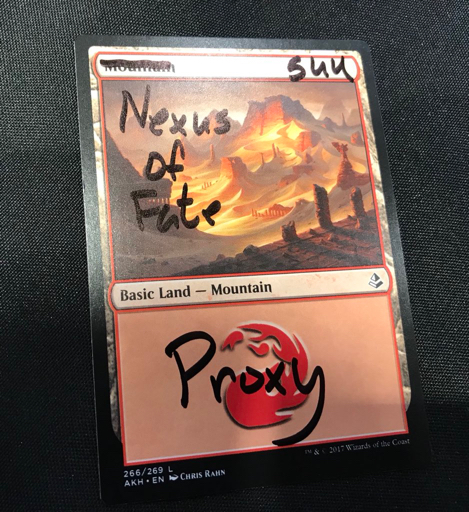 Mountain
5UU
Nexus
of
Fate
Basic Land — Mountain
Proxy
™ & © 2017 Wizards of the Coast
266/269 L
AKH • EN Chris Rahn